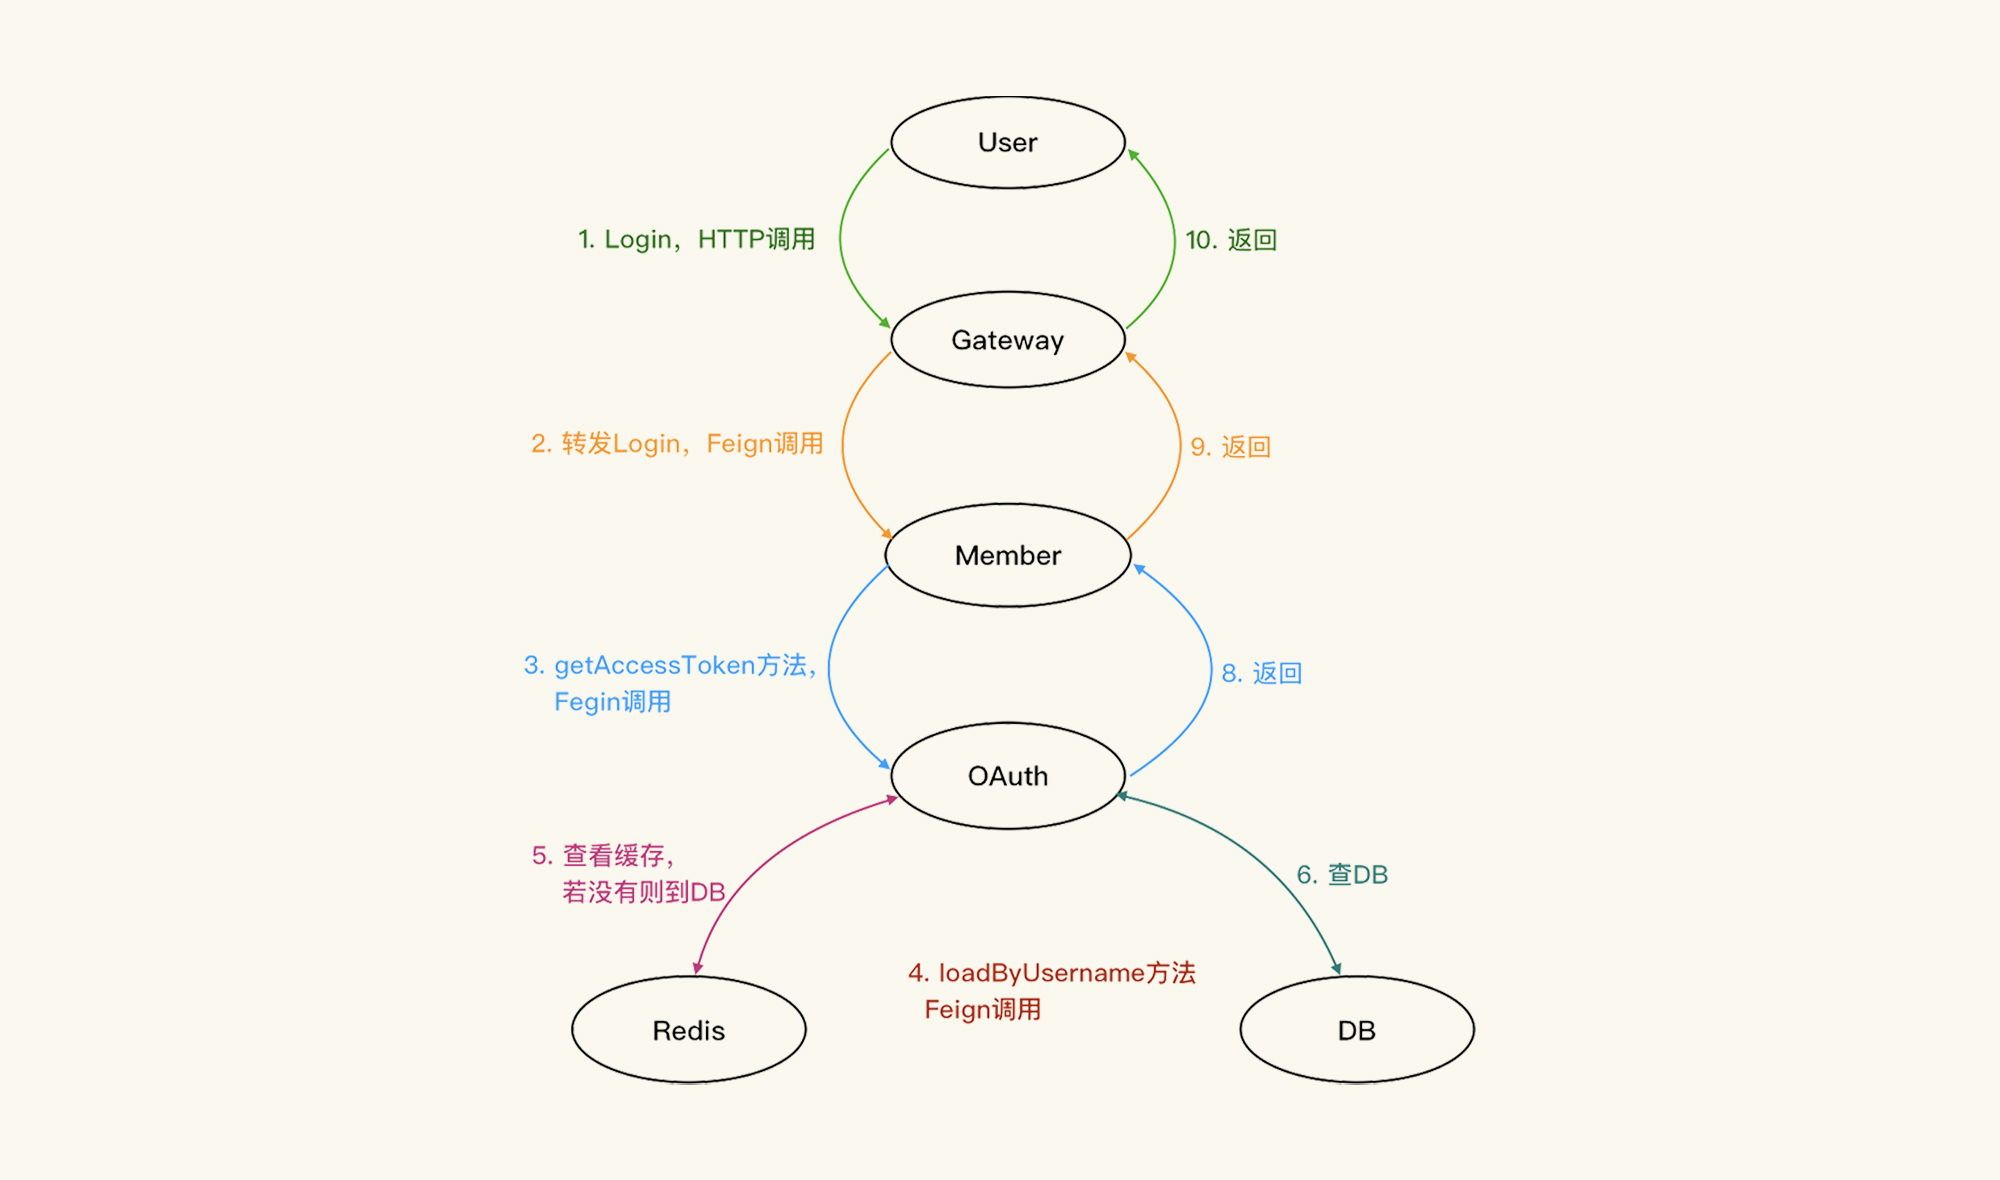 User
1. Login，HTTP调用
10. 返回
Gateway
2. 转发Login，Feign调用
9. 返回
Member
3. getAccessToken方法，
Fegin调用
8. 返回
OAuth
5. 查看缓存，
若没有则到DB
6. 查DB
4. loadByUsername方法
Feign调用
Redis
DB